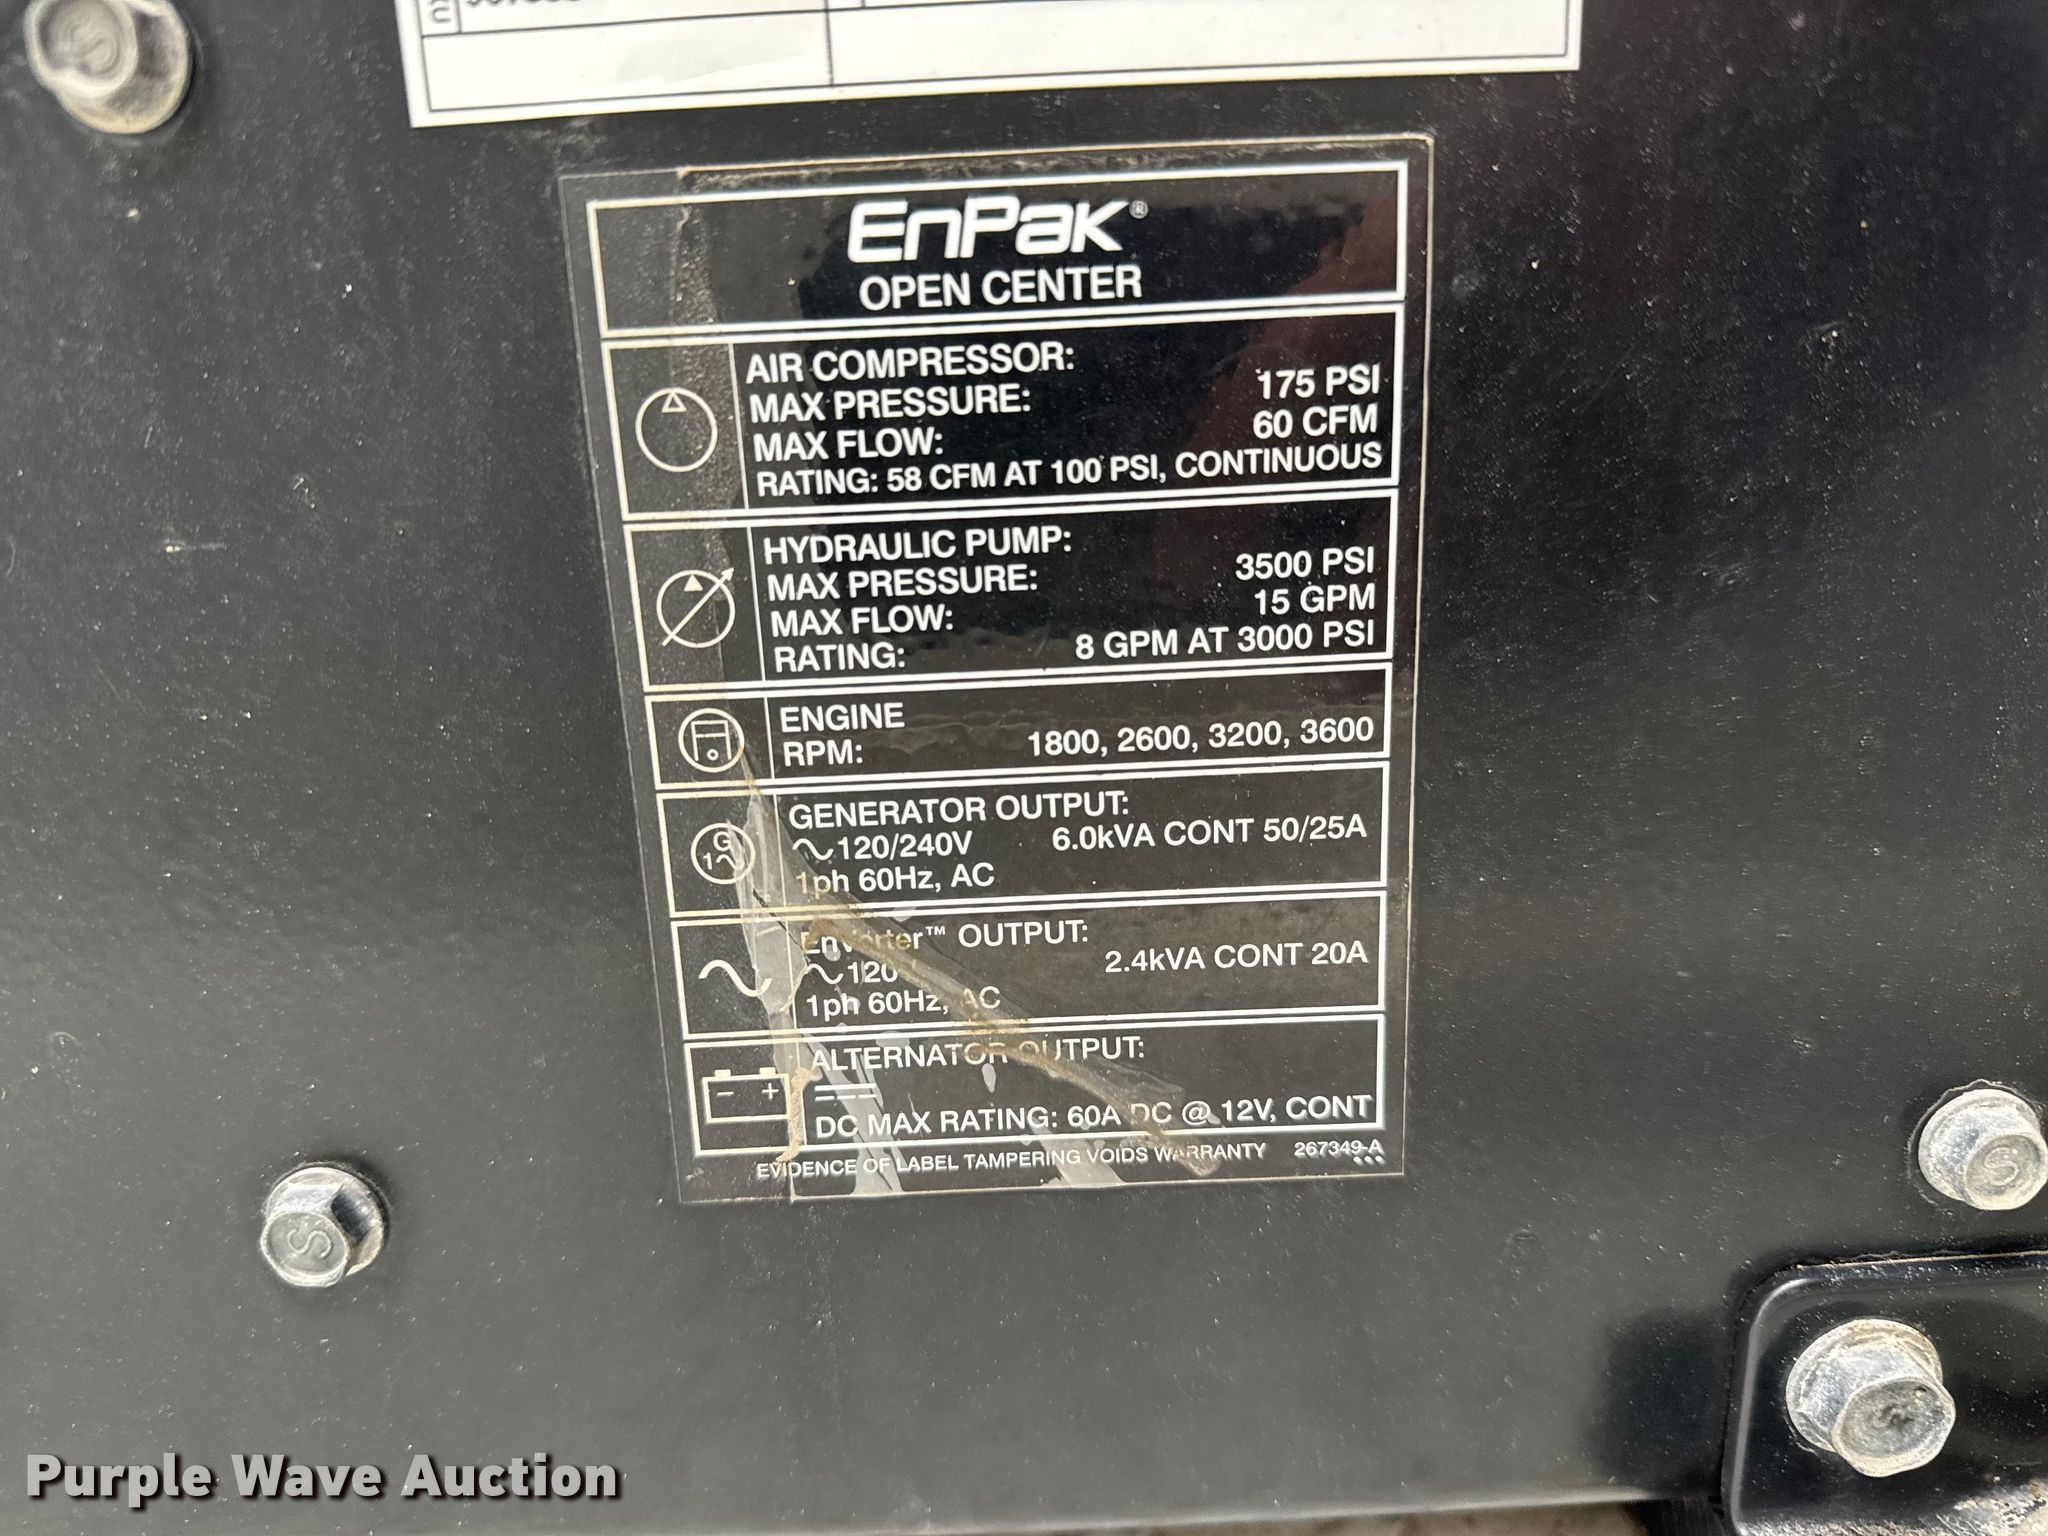 EnPak®
OPEN CENTER
AIR COMPRESSOR:
MAX PRESSURE: 175 PSI
MAX FLOW: 60 CFM
RATING: 58 CFM AT 100 PSI, CONTINUOUS
HYDRAULIC PUMP:
MAX PRESSURE: 3500 PSI
MAX FLOW: 15 GPM
RATING: 8 GPM AT 3000 PSI
ENGINE
RPM: 1800, 2600, 3200, 3600
G
1~
GENERATOR OUTPUT:
~120/240V 6.0kVA CONT 50/25A
1ph 60Hz, AC
EnVerter™ OUTPUT:
~120 2.4kVA CONT 20A
1ph 60Hz, AC
- +
ALTERNATOR OUTPUT:
DC MAX RATING: 60A DC @ 12V, CONT
EVIDENCE OF LABEL TAMPERING VOIDS WARRANTY 267349-A
S
S
S
Purple Wave Auction